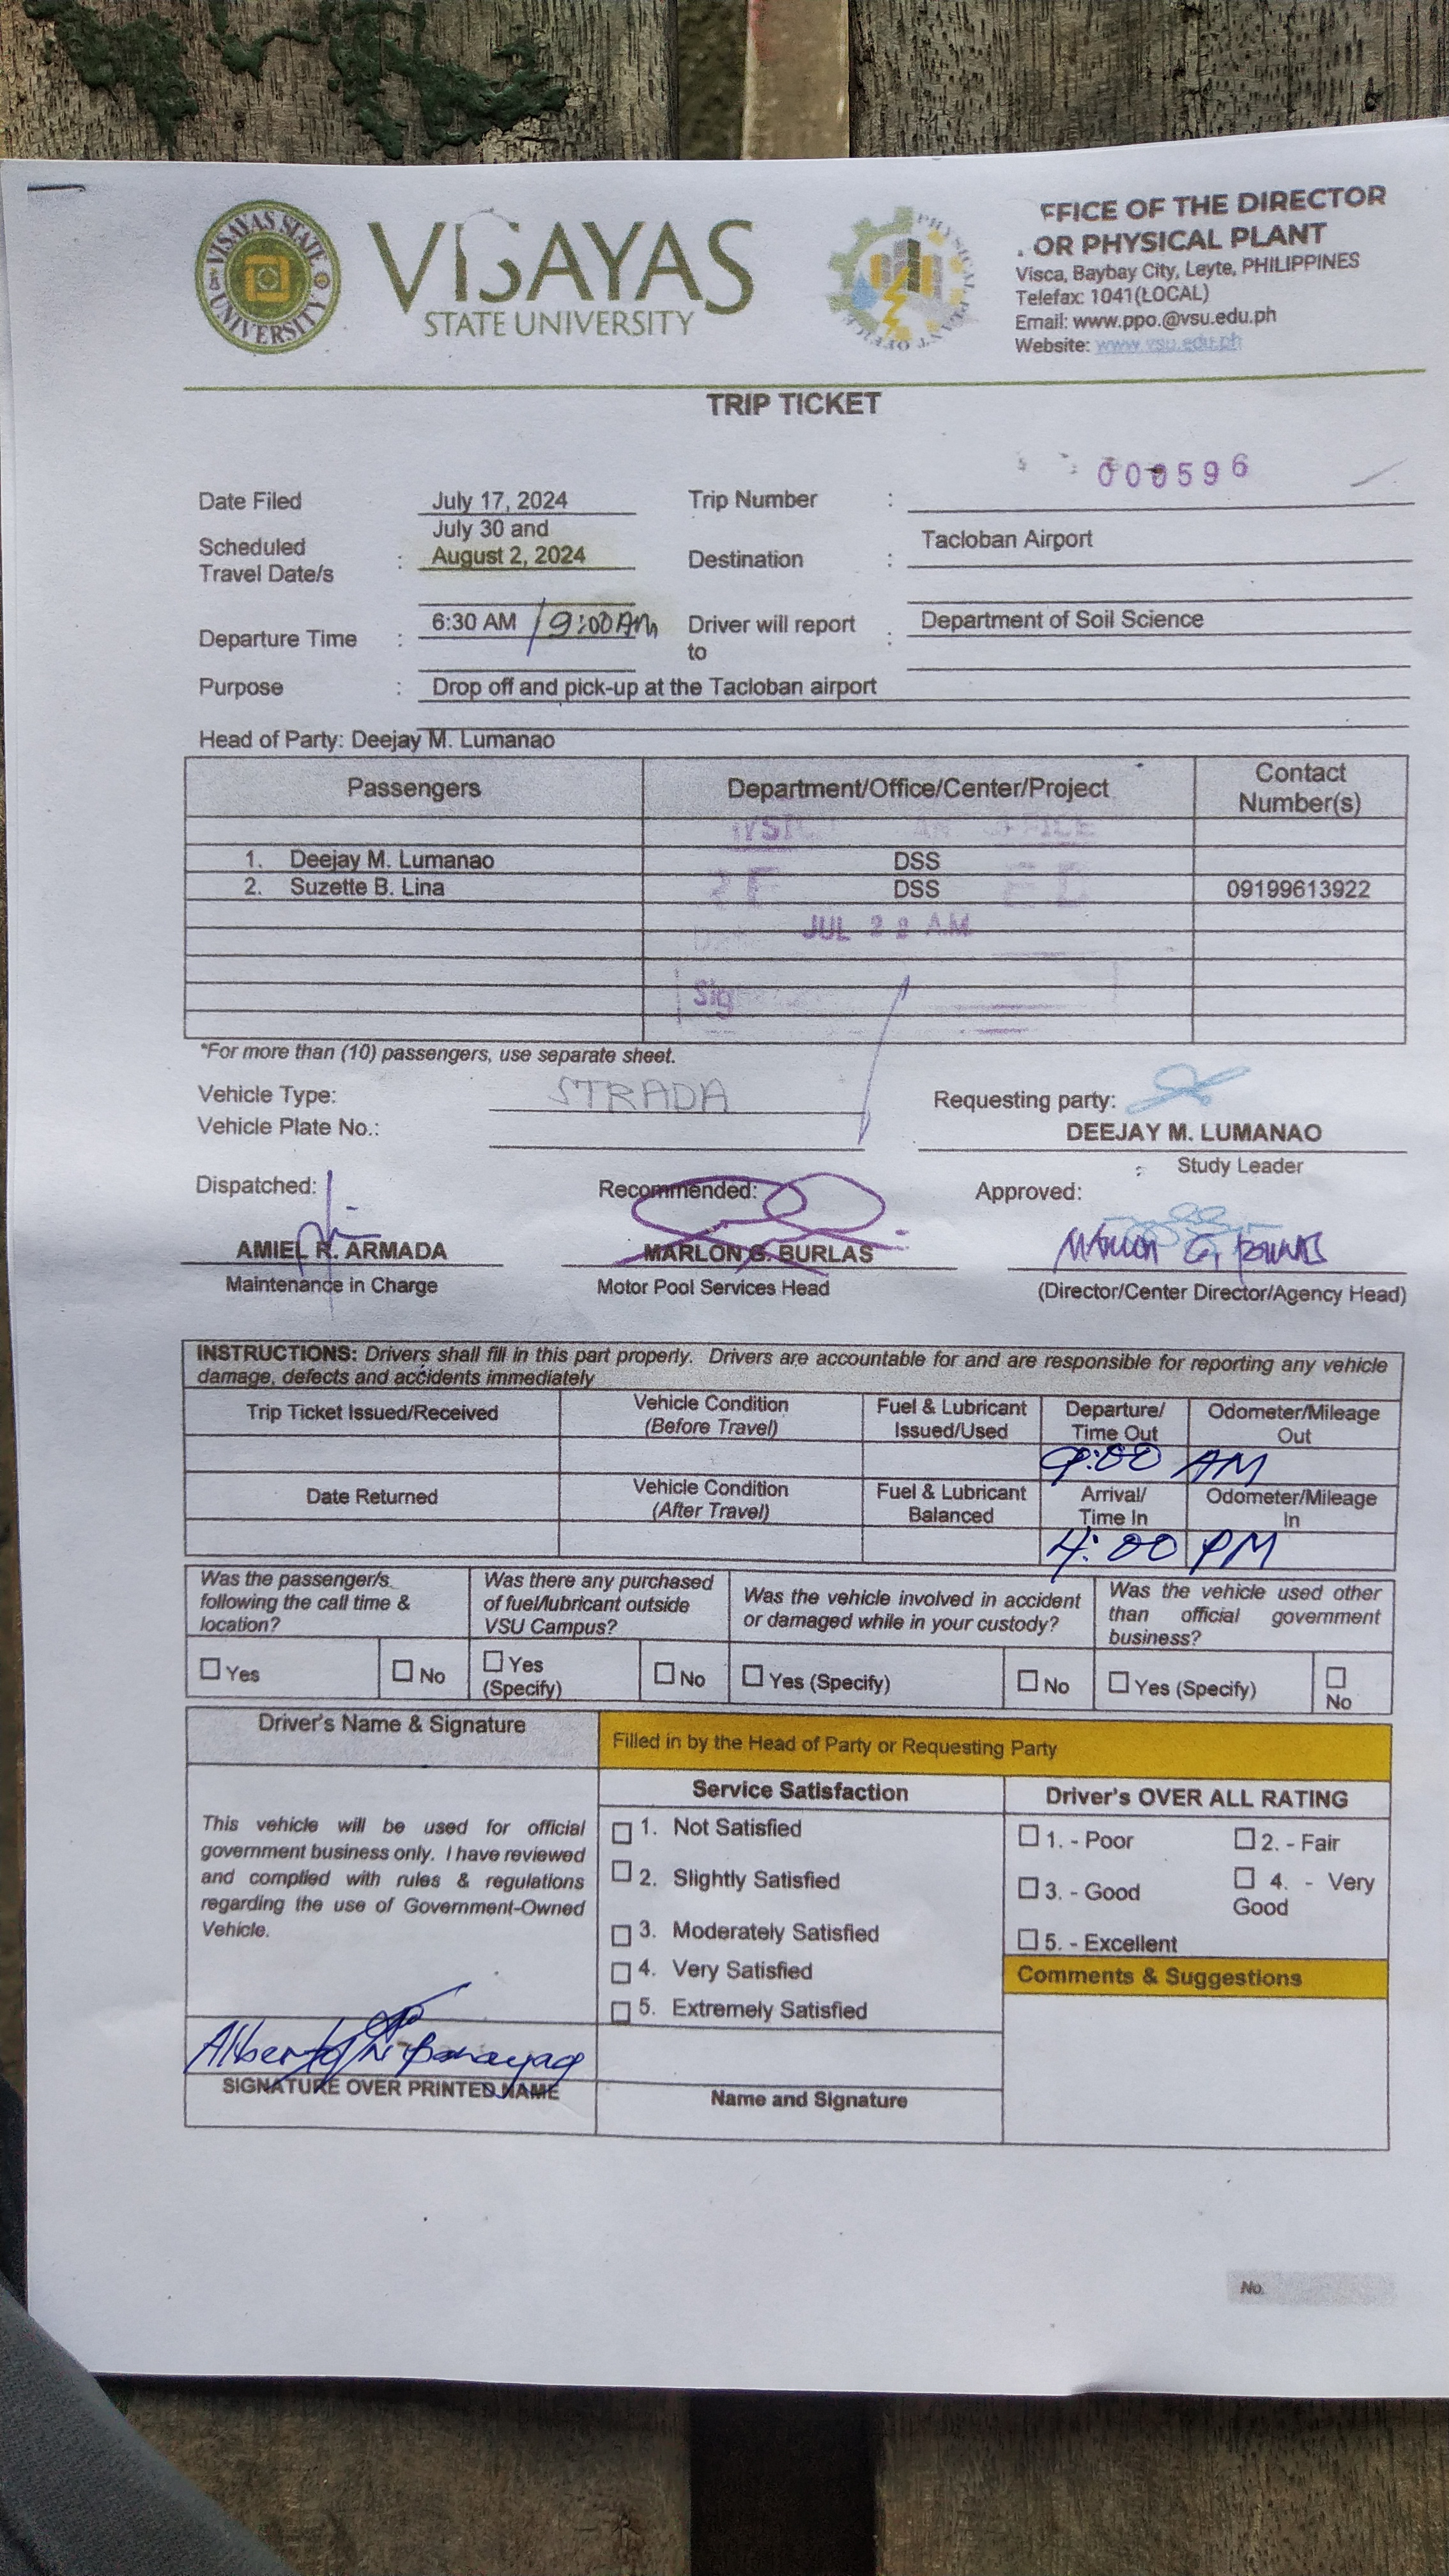 VISAYAS STATE UNIVERSITY
VISAYAS
STATE UNIVERSITY
FFICE OF THE DIRECTOR
OR PHYSICAL PLANT
Visca, Baybay City, Leyte, PHILIPPINES
Telefax: 1041(LOCAL)
Email: www.ppo.@vsu.edu.ph
Website: www.vsu.edu.ph
TRIP TICKET
000596
Date Filed July 17, 2024 Trip Number :
Scheduled Travel Date/s : July 30 and August 2, 2024 Destination : Tacloban Airport
Departure Time : 6:30 AM / 9:00 AM Driver will report to : Department of Soil Science
Purpose : Drop off and pick-up at the Tacloban airport
Head of Party: Deejay M. Lumanao
Passengers Department/Office/Center/Project Contact Number(s)
1. Deejay M. Lumanao DSS
2. Suzette B. Lina DSS 09199613922
JUL 22 AM
*For more than (10) passengers, use separate sheet.
Vehicle Type: STRADA Requesting party:
Vehicle Plate No.: DEEJAY M. LUMANAO
Study Leader
Dispatched: Recommended: Approved:
AMIEL R. ARMADA MARLON G. BURLAS Marlon G. Burlas
Maintenance in Charge Motor Pool Services Head (Director/Center Director/Agency Head)
INSTRUCTIONS: Drivers shall fill in this part properly. Drivers are accountable for and are responsible for reporting any vehicle
damage, defects and accidents immediately
Trip Ticket Issued/Received Vehicle Condition (Before Travel) Fuel & Lubricant Issued/Used Departure/ Time Out Odometer/Mileage Out
9:00 AM
Date Returned Vehicle Condition (After Travel) Fuel & Lubricant Balanced Arrival/ Time In Odometer/Mileage In
4:00 PM
Was the passenger/s following the call time & location? Was there any purchased of fuel/lubricant outside VSU Campus? Was the vehicle involved in accident or damaged while in your custody? Was the vehicle used other than official government business?
Yes No Yes (Specify) No Yes (Specify) No Yes (Specify) No
Driver's Name & Signature Filled in by the Head of Party or Requesting Party
Service Satisfaction Driver's OVER ALL RATING
This vehicle will be used for official
government business only. I have reviewed
and complied with rules & regulations
regarding the use of Government-Owned
Vehicle.
1. Not Satisfied
2. Slightly Satisfied
3. Moderately Satisfied
4. Very Satisfied
5. Extremely Satisfied
1. - Poor 2. - Fair
3. - Good 4. - Very Good
5. - Excellent
Comments & Suggestions
SIGNATURE OVER PRINTED NAME
Name and Signature
No.